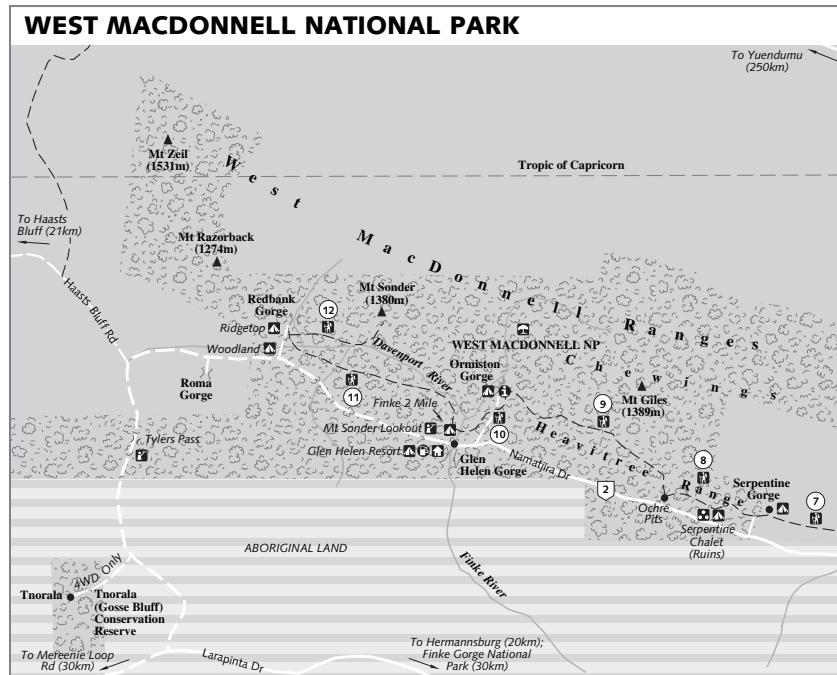 WEST MACDONNELL NATIONAL PARK
To Yuendumu
(250km)
Mt Zeil
(1531m)
West MacDonnell Ranges
Tropic of Capricorn
To Haasts
Bluff (21km)
Mt Razorback
(1274m)
Haasts Bluff Rd
Mt Sonder
(1380m)
Redbank
Gorge
12
Ridgetop
Woodland
Davenport River
WEST MACDONNELL NP
Chewings
Ormiston
Gorge
Roma
Gorge
11
Finke 2 Mile
Mt Giles
(1389m)
9
Mt Sonder Lookout
10
Heavitree Range
Tylers Pass
Glen Helen Resort
Glen
Helen Gorge
Namatjira Dr
8
2
Serpentine
Gorge
7
Ochre
Pits
Serpentine
Chalet
(Ruins)
ABORIGINAL LAND
4WD Only
Finke River
Tnorala
Tnorala
(Gosse Bluff)
Conservation
Reserve
To Mereenie Loop
Rd (30km)
Larapinta Dr
To Hermannsburg (20km);
Finke Gorge National
Park (30km)